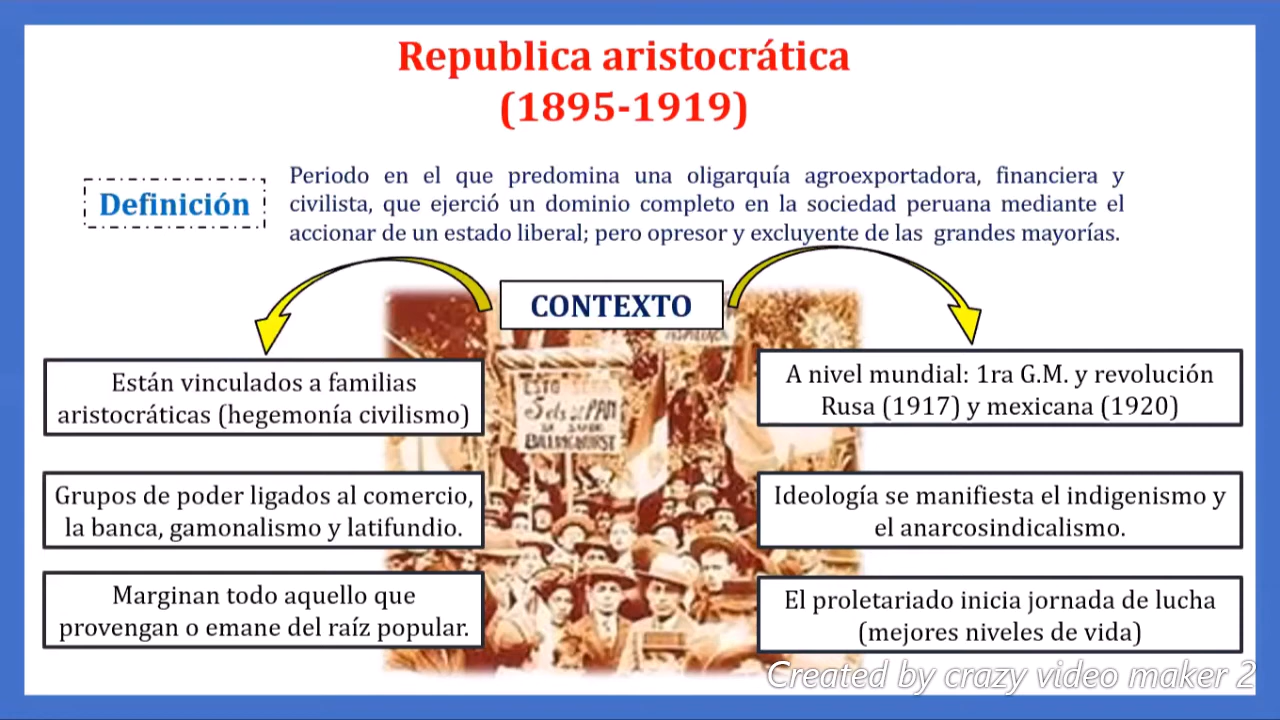 Republica aristocrática
(1895-1919)
Definición
Periodo en el que predomina una oligarquía agroexportadora, financiera y
civilista, que ejerció un dominio completo en la sociedad peruana mediante el
accionar de un estado liberal; pero opresor y excluyente de las grandes mayorías.
CONTEXTO
Están vinculados a familias
aristocráticas (hegemonía civilismo)
Grupos de poder ligados al comercio,
la banca, gamonalismo y latifundio.
Marginan todo aquello que
provengan o emane del raíz popular.
ESTO
5 cts
PAN
A nivel mundial: 1ra G.M. y revolución
Rusa (1917) y mexicana (1920)
Ideología se manifiesta el indigenismo y
el anarcosindicalismo.
El proletariado inicia jornada de lucha
(mejores niveles de vida)
Created by crazy video maker 2